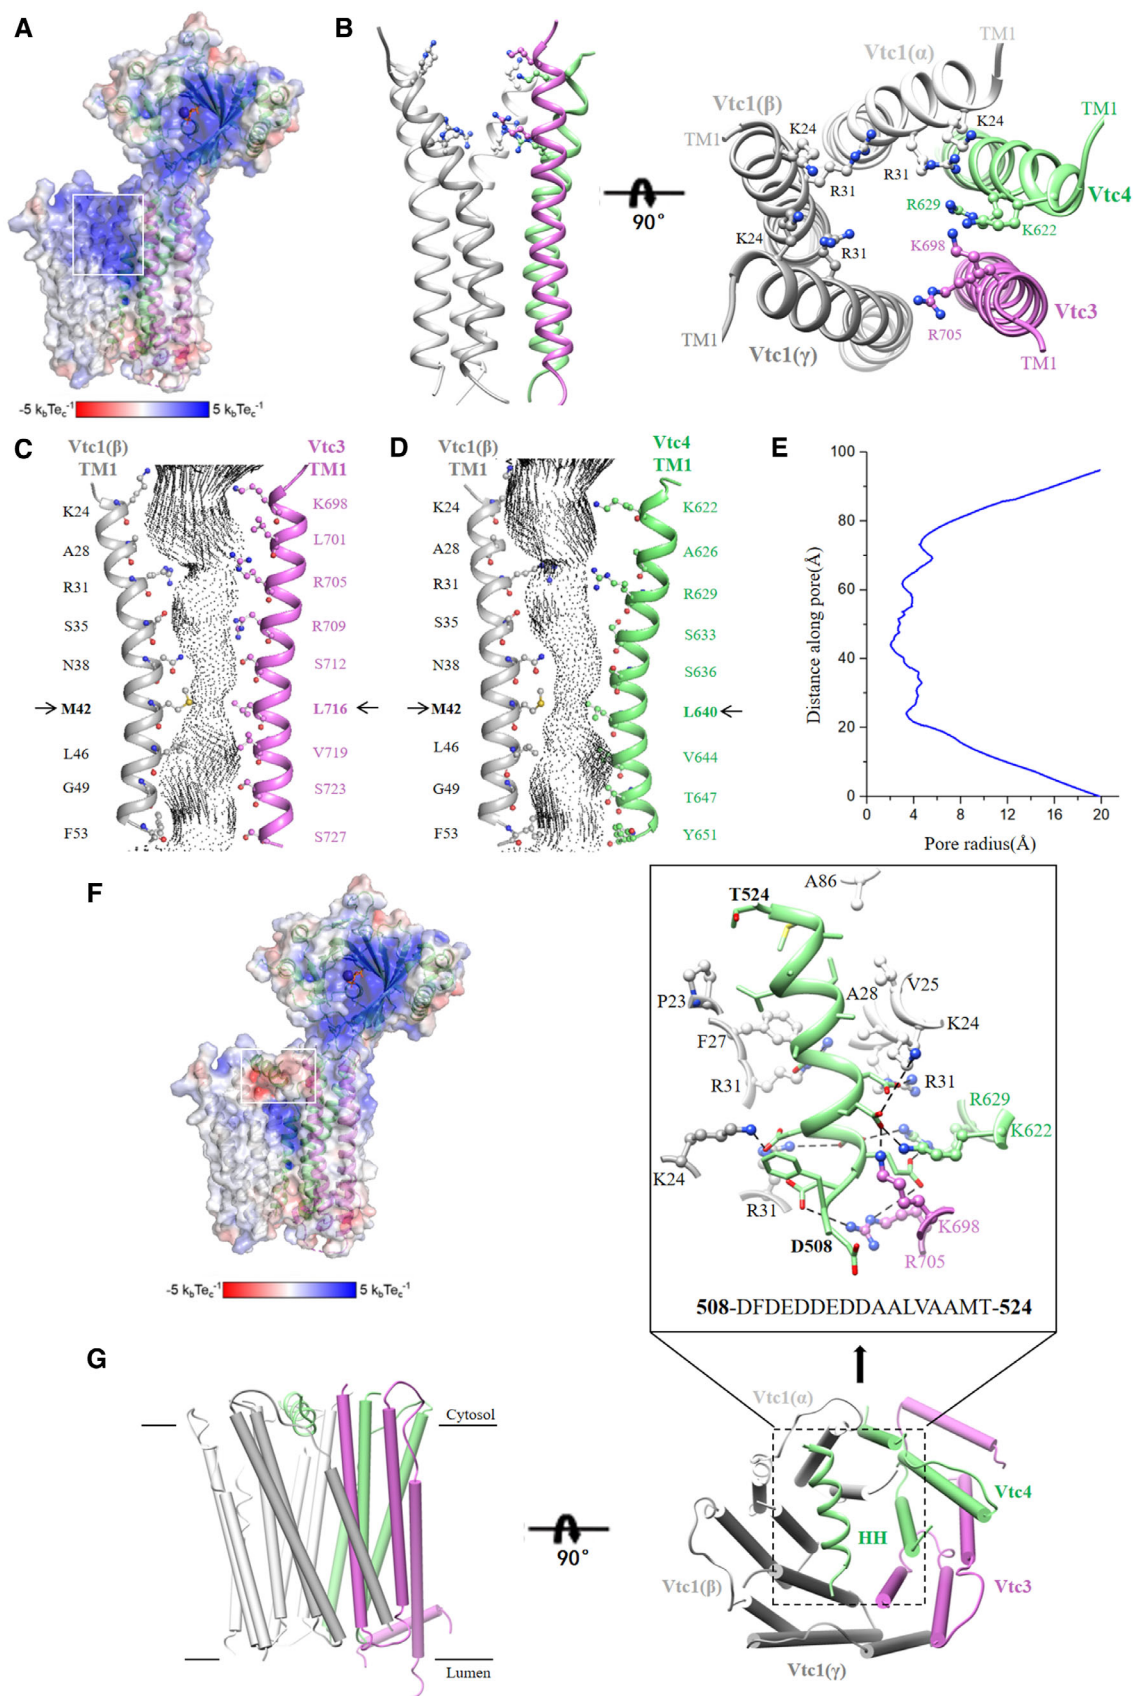 A
-5 kbTec-1
5 kbTec-1
B
90°
Vtc1(α)
TM1
Vtc1(β)
TM1
K24
K24
TM1
R31
R31
Vtc4
R629
K622
K24
R31
K698
Vtc3
TM1
Vtc1(γ)
R705
TM1
C
Vtc1(β)
TM1
Vtc3
TM1
K24
A28
R31
S35
N38
M42
L46
G49
F53
K698
L701
R705
R709
S712
L716
V719
S723
S727
D
Vtc1(β)
TM1
Vtc4
TM1
K24
A28
R31
S35
N38
M42
L46
G49
F53
K622
A626
R629
S633
S636
L640
V644
T647
Y651
E
100
80
60
40
20
0
Distance along pore(Å)
0 4 8 12 16 20
Pore radius(Å)
F
-5 kbTec-1
5 kbTec-1
A86
T524
P23
A28
V25
K24
F27
R31
R31
R629
K622
K24
R31
D508
K698
R705
508-DFDEDDEDDAALVAAMT-524
G
Cytosol
Lumen
90°
Vtc1(α)
Vtc4
HH
Vtc1(β)
Vtc3
Vtc1(γ)